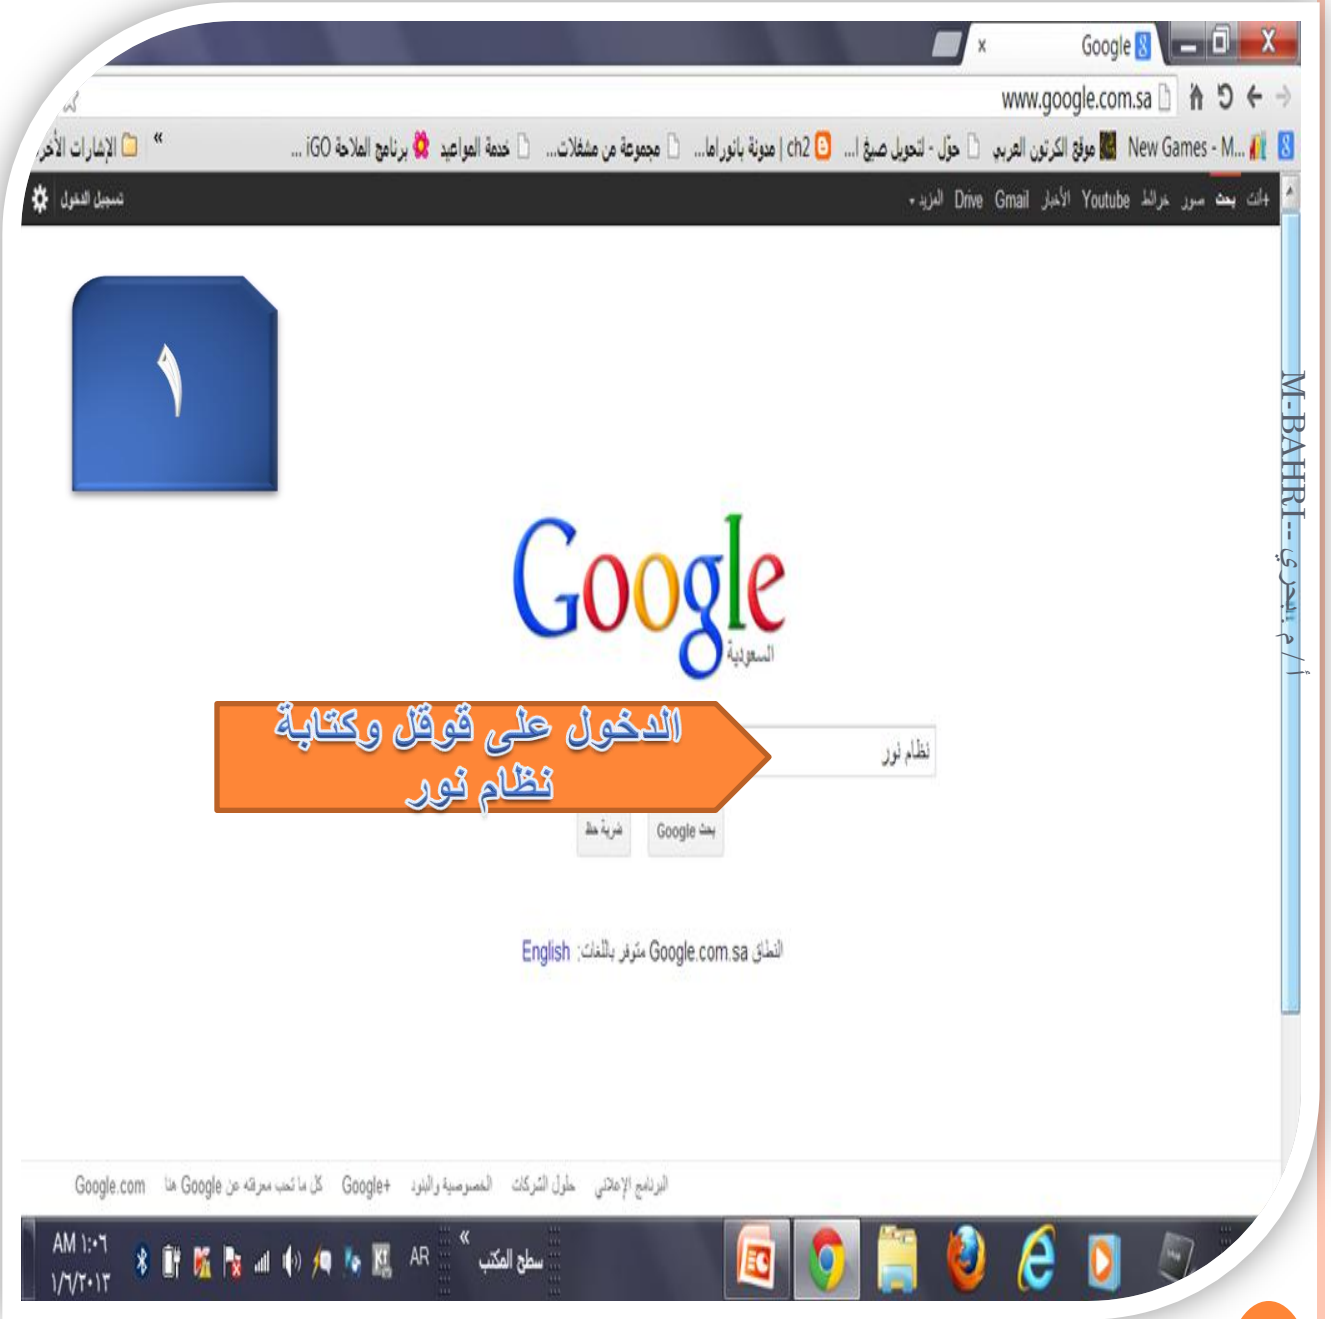 Google
www.google.com.sa
New Games - M... موقع الكرتون العربي حوّل - لتحويل صيغ ا... ch2 | مدونة بانوراما... مجموعة من مشغلات... خدمة المواعيد برنامج الملاحة iGO ... » الإشارات الأخر
+أنت بحث صور خرائط Youtube الأخبار Gmail Drive المزيد تسجيل الدخول
١
M-BAHRI-- أ/ م بحري
Google
السعودية
الدخول على قوقل وكتابة
نظام نور
نظام نور
بحث Google ضربة حظ
النطاق Google.com.sa متوفر باللغات: English
البرنامج الإعلاني حلول الشركات الخصوصية والبنود +Google كل ما تحب معرفته عن Google هنا Google.com
سطح المكتب » AR
AM ١:٠٦
١/٦/٢٠١٣